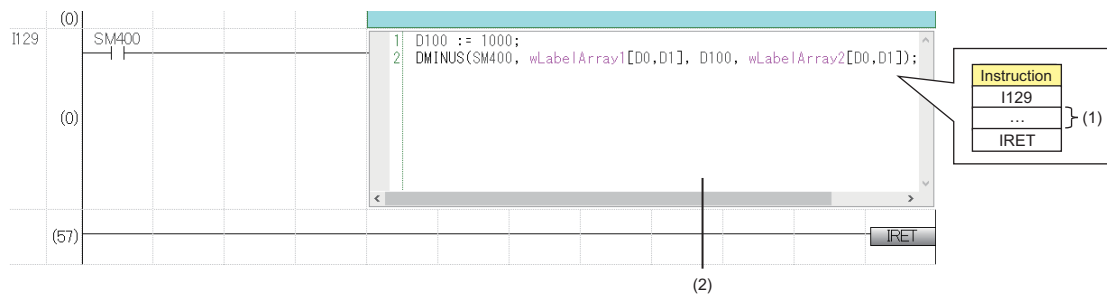 (0)
I129
SM400
1 D100 := 1000;
2 DMINUS(SM400, wLabelArray1[D0,D1], D100, wLabelArray2[D0,D1]);
(0)
Instruction
I129
...
IRET
(1)
(57)
IRET
(2)